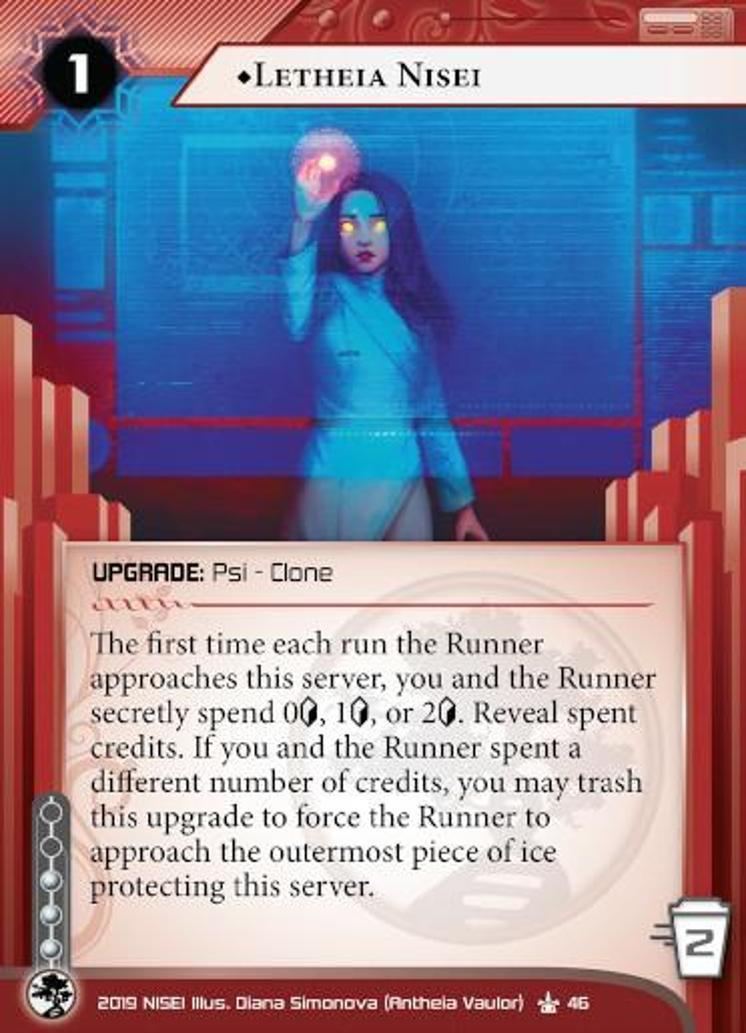 1
◆Letheia Nisei
UPGRADE: Psi - Clone
The first time each run the Runner
approaches this server, you and the Runner
secretly spend 0, 1, or 2. Reveal spent
credits. If you and the Runner spent a
different number of credits, you may trash
this upgrade to force the Runner to
approach the outermost piece of ice
protecting this server.
2
2019 NISEI Illus. Diana Simonova (Antheia Vaulor) 46